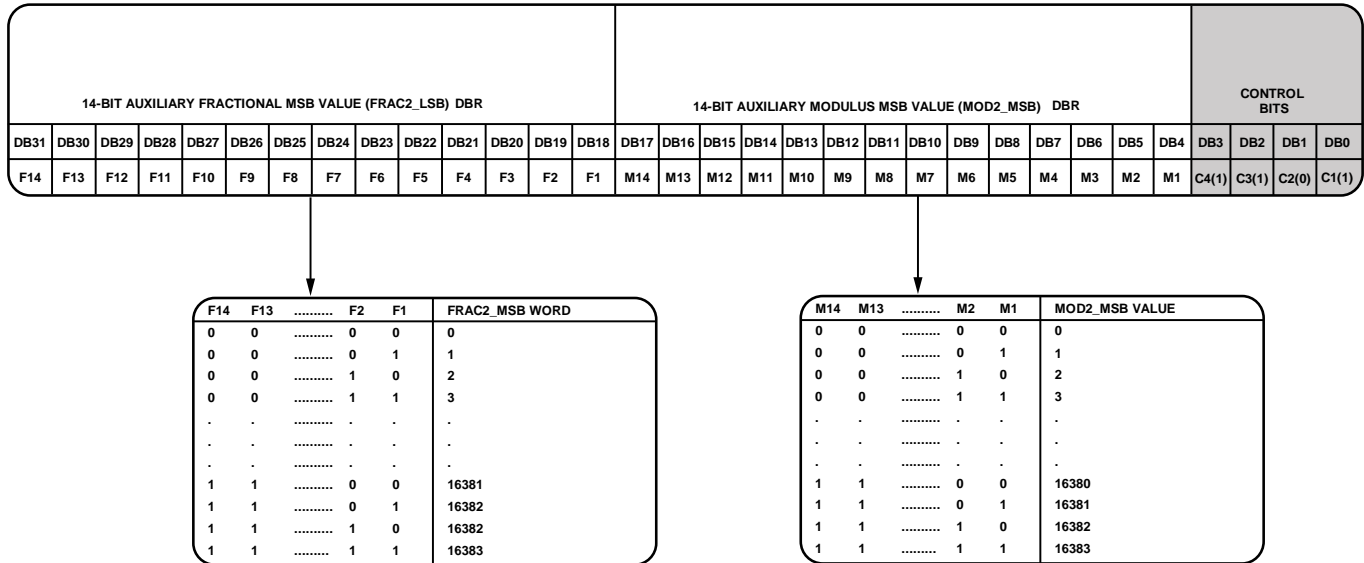 14-BIT AUXILIARY FRACTIONAL MSB VALUE (FRAC2_LSB) DBR 14-BIT AUXILIARY MODULUS MSB VALUE (MOD2_MSB) DBR CONTROL
BITS
DB31 DB30 DB29 DB28 DB27 DB26 DB25 DB24 DB23 DB22 DB21 DB20 DB19 DB18 DB17 DB16 DB15 DB14 DB13 DB12 DB11 DB10 DB9 DB8 DB7 DB6 DB5 DB4 DB3 DB2 DB1 DB0
F14 F13 F12 F11 F10 F9 F8 F7 F6 F5 F4 F3 F2 F1 M14 M13 M12 M11 M10 M9 M8 M7 M6 M5 M4 M3 M2 M1 C4(1) C3(1) C2(0) C1(1)
F14 F13 .......... F2 F1 FRAC2_MSB WORD
0 0 .......... 0 0 0
0 0 .......... 0 1 1
0 0 .......... 1 0 2
0 0 .......... 1 1 3
. . .......... . . .
. . .......... . . .
. . .......... . . .
1 1 .......... 0 0 16381
1 1 .......... 0 1 16382
1 1 .......... 1 0 16382
1 1 ......... 1 1 16383
M14 M13 .......... M2 M1 MOD2_MSB VALUE
0 0 .......... 0 0 0
0 0 .......... 0 1 1
0 0 .......... 1 0 2
0 0 .......... 1 1 3
. . .......... . . .
. . .......... . . .
. . .......... . . .
1 1 .......... 0 0 16380
1 1 .......... 0 1 16381
1 1 .......... 1 0 16382
1 1 ......... 1 1 16383